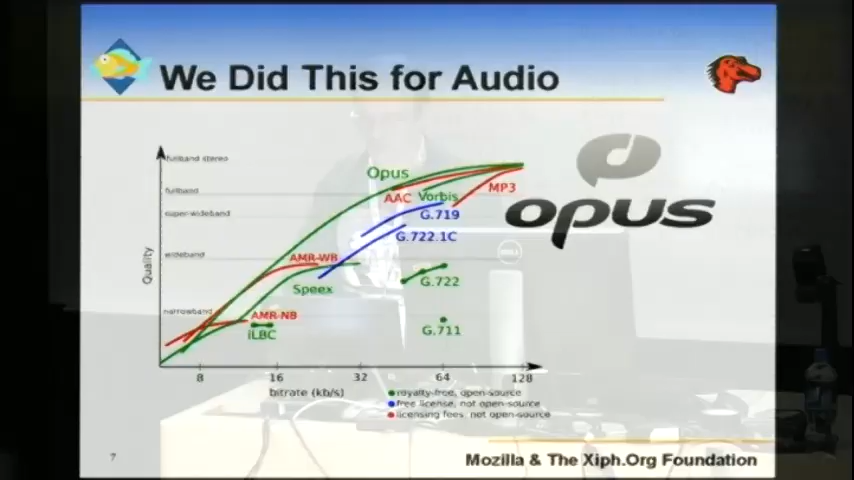 We Did This for Audio
fullband stereo
Opus
fullband
AAC
Vorbis
MP3
super-wideband
G.719
opus
G.722.1C
Quality
wideband
AMR-WB
DELL
Speex
G.722
narrowband
AMR-NB
iLBC
G.711
8 16 32 64 128
bitrate (kb/s)
royalty-free, open-source
free license, not open-source
licensing fees, not open-source
7
Mozilla & The Xiph.Org Foundation